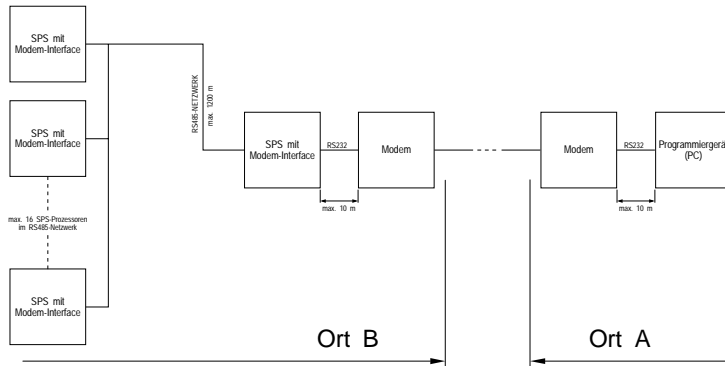 SPS mit
Modem-Interface
SPS mit
Modem-Interface
max. 16 SPS-Prozessoren
im RS485-Netzwerk
SPS mit
Modem-Interface
RS485-NETZWERK
max. 1200 m
SPS mit
Modem-Interface
RS232
max. 10 m
Modem
Modem
RS232
max. 10 m
Programmiergerä
(PC)
Ort B
Ort A